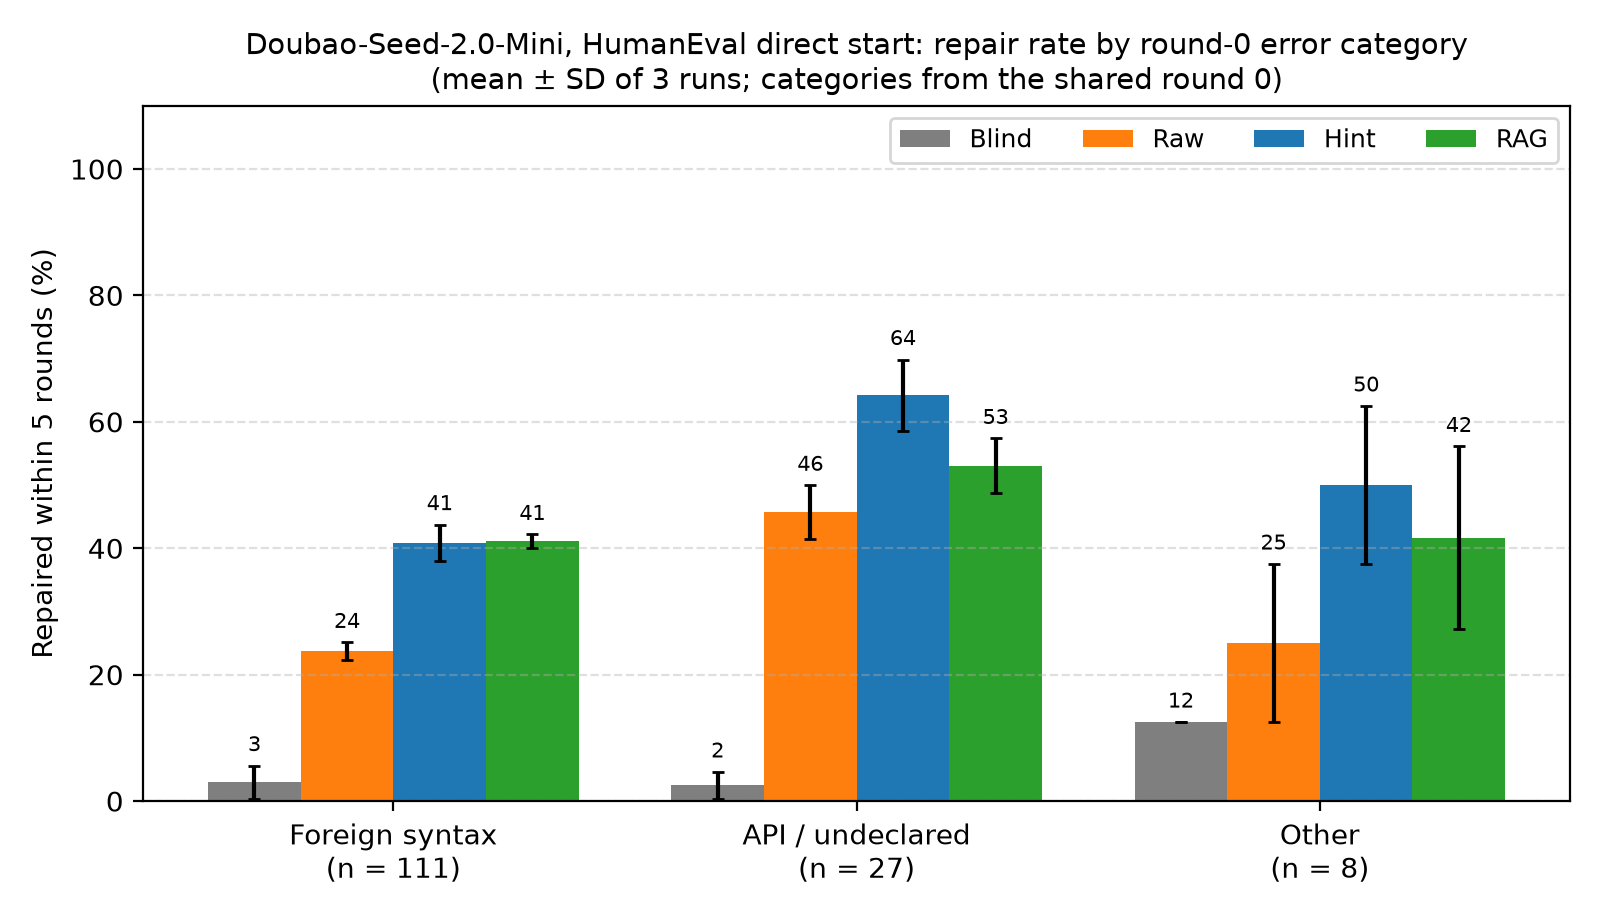 Doubao-Seed-2.0-Mini, HumanEval direct start: repair rate by round-0 error category
(mean ± SD of 3 runs; categories from the shared round 0)
Blind Raw Hint RAG
Repaired within 5 rounds (%)
100
80
60
40
20
0
3
24
41
41
2
46
64
53
12
25
50
42
Foreign syntax
(n = 111)
API / undeclared
(n = 27)
Other
(n = 8)